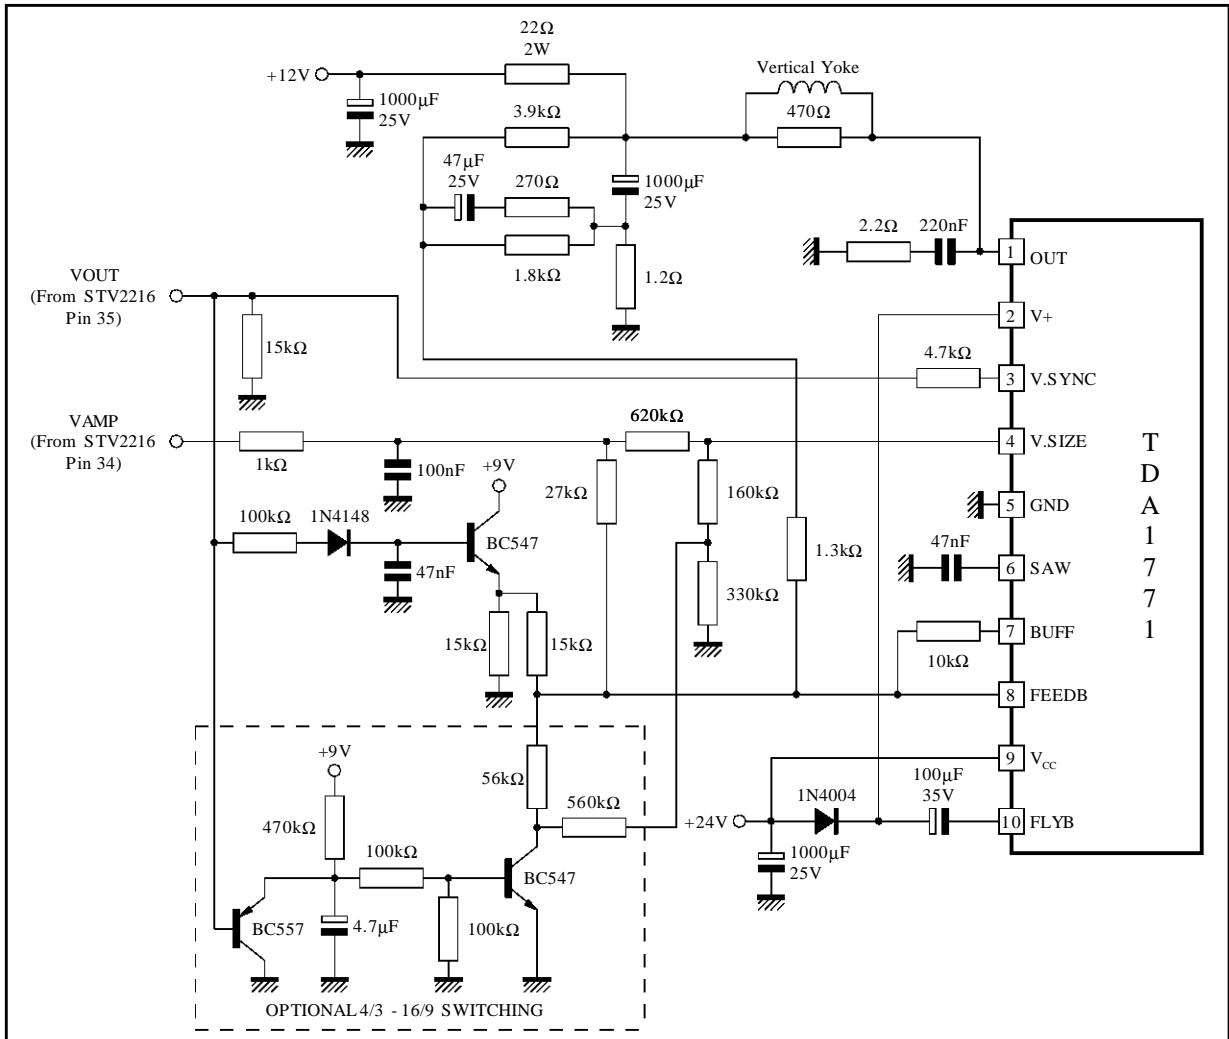 22Ω
2W
+12V
1000µF
25V
3.9kΩ
Vertical Yoke
470Ω
47µF
25V
270Ω
1000µF
25V
1.8kΩ
1.2Ω
2.2Ω
220nF
1 OUT
VOUT
(From STV2216
Pin 35)
15kΩ
2 V+
4.7kΩ
3 V.SYNC
VAMP
(From STV2216
Pin 34)
1kΩ
100nF
+9V
620kΩ
27kΩ
160kΩ
4 V.SIZE
T
D
A
1
7
7
1
5 GND
100kΩ
1N4148
BC547
47nF
1.3kΩ
47nF
6 SAW
330kΩ
15kΩ
15kΩ
7 BUFF
10kΩ
8 FEEDB
+9V
56kΩ
9 VCC
470kΩ
560kΩ
+24V
1N4004
100µF
35V
10 FLYB
1000µF
25V
100kΩ
BC547
BC557
4.7µF
100kΩ
OPTIONAL 4/3 - 16/9 SWITCHING